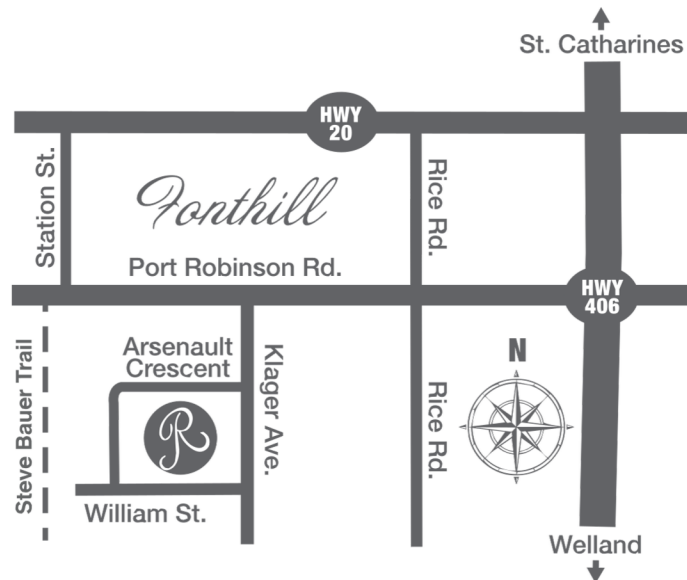 St. Catharines
HWY
20
Station St.
Fonthill
Rice Rd.
Port Robinson Rd.
HWY
406
Steve Bauer Trail
Arsenault
Crescent
Klager Ave.
Rice Rd.
N
R
William St.
Welland